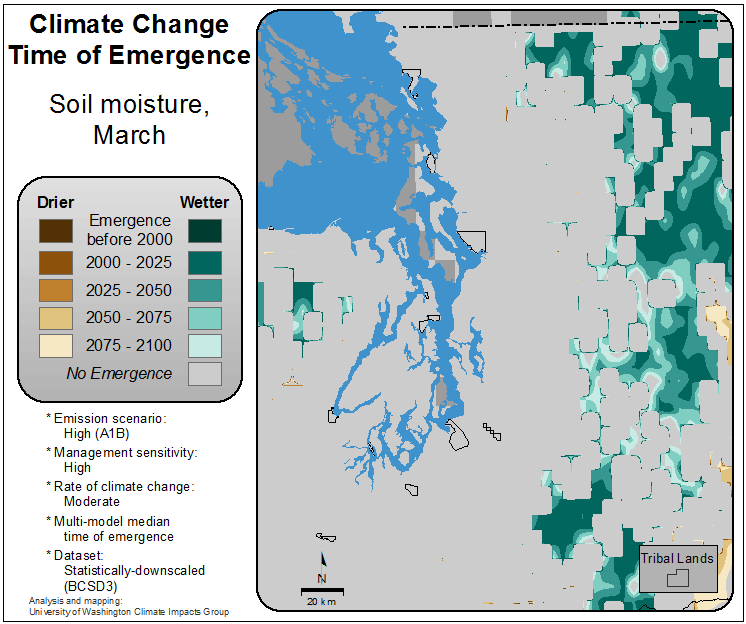 Climate Change
Time of Emergence
Soil moisture,
March
Drier
Wetter
Emergence
before 2000
2000 - 2025
2025 - 2050
2050 - 2075
2075 - 2100
No Emergence
* Emission scenario:
High (A1B)
* Management sensitivity:
High
* Rate of climate change:
Moderate
* Multi-model median
time of emergence
* Dataset:
Statistically-downscaled
(BCSD3)
Analysis and mapping:
University of Washington Climate Impacts Group
N
20 km
Tribal Lands